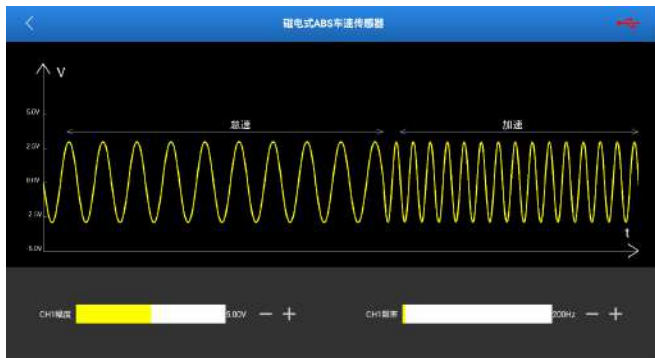 磁电式ABS车速传感器
V
5.0V
怠速
加速
2.5V
0.0V
2.5V
t
5.0V
CH1幅度
5.00V
CH1频率
200Hz